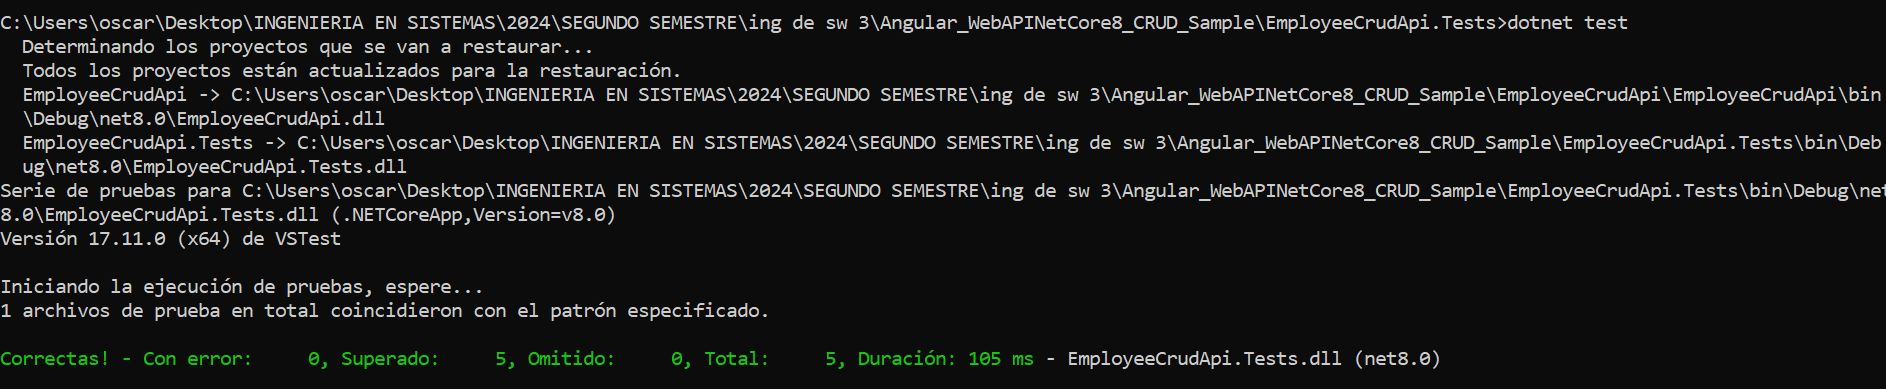 C:\Users\oscar\Desktop\INGENIERIA EN SISTEMAS\2024\SEGUNDO SEMESTRE\ing de sw 3\Angular_WebAPINetCore8_CRUD_Sample\EmployeeCrudApi.Tests>dotnet test
  Determinando los proyectos que se van a restaurar...
  Todos los proyectos están actualizados para la restauración.
  EmployeeCrudApi -> C:\Users\oscar\Desktop\INGENIERIA EN SISTEMAS\2024\SEGUNDO SEMESTRE\ing de sw 3\Angular_WebAPINetCore8_CRUD_Sample\EmployeeCrudApi\EmployeeCrudApi\bin
  \Debug\net8.0\EmployeeCrudApi.dll
  EmployeeCrudApi.Tests -> C:\Users\oscar\Desktop\INGENIERIA EN SISTEMAS\2024\SEGUNDO SEMESTRE\ing de sw 3\Angular_WebAPINetCore8_CRUD_Sample\EmployeeCrudApi.Tests\bin\Deb
  ug\net8.0\EmployeeCrudApi.Tests.dll
Serie de pruebas para C:\Users\oscar\Desktop\INGENIERIA EN SISTEMAS\2024\SEGUNDO SEMESTRE\ing de sw 3\Angular_WebAPINetCore8_CRUD_Sample\EmployeeCrudApi.Tests\bin\Debug\net
8.0\EmployeeCrudApi.Tests.dll (.NETCoreApp,Version=v8.0)
Versión 17.11.0 (x64) de VSTest

Iniciando la ejecución de pruebas, espere...
1 archivos de prueba en total coincidieron con el patrón especificado.

Correctas! - Con error:     0, Superado:     5, Omitido:     0, Total:     5, Duración: 105 ms - EmployeeCrudApi.Tests.dll (net8.0)